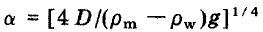 α = [4 D/(ρm − ρw)g]1/4